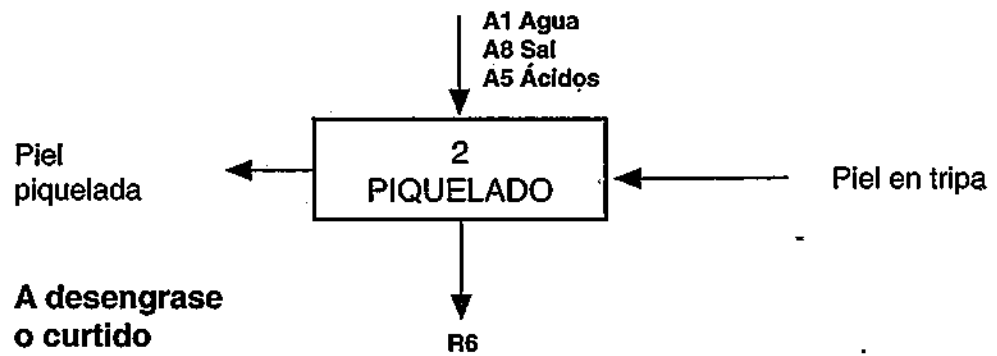 A1 Agua
A8 Sal
A5 Ácidos
Piel
piquelada
2
PIQUELADO
Piel en tripa
A desengrase
o curtido
R6